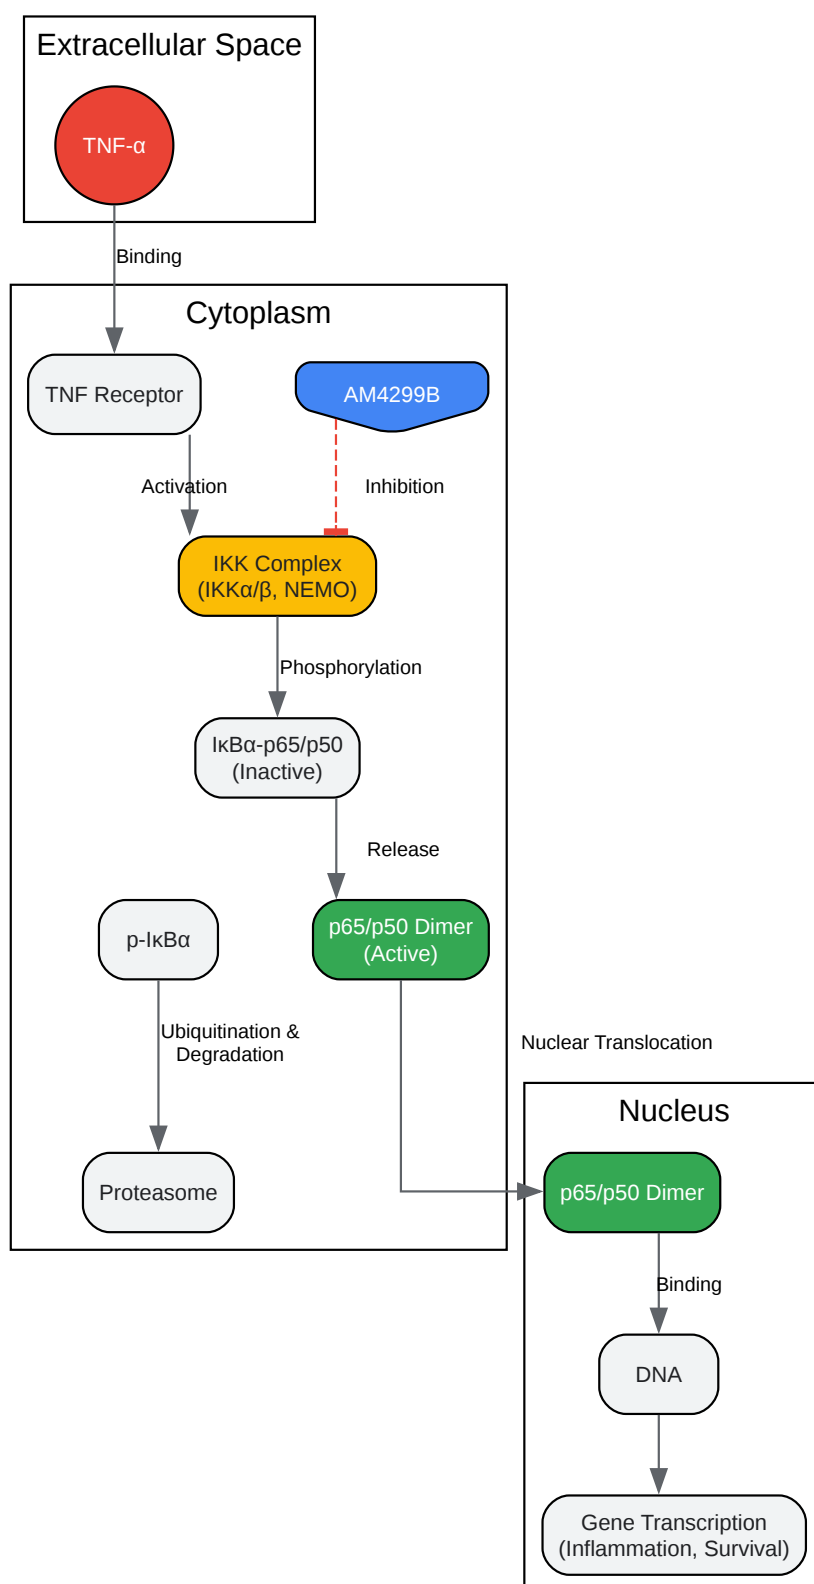 Extracellular Space
TNF-α
Binding
Cytoplasm
TNF Receptor
AM4299B
Activation
Inhibition
IKK Complex
(IKKα/β, NEMO)
Phosphorylation
IκBα-p65/p50
(Inactive)
Release
p-IκBα
p65/p50 Dimer
(Active)
Ubiquitination &
Degradation
Nuclear Translocation
Nucleus
Proteasome
p65/p50 Dimer
Binding
DNA
Gene Transcription
(Inflammation, Survival)